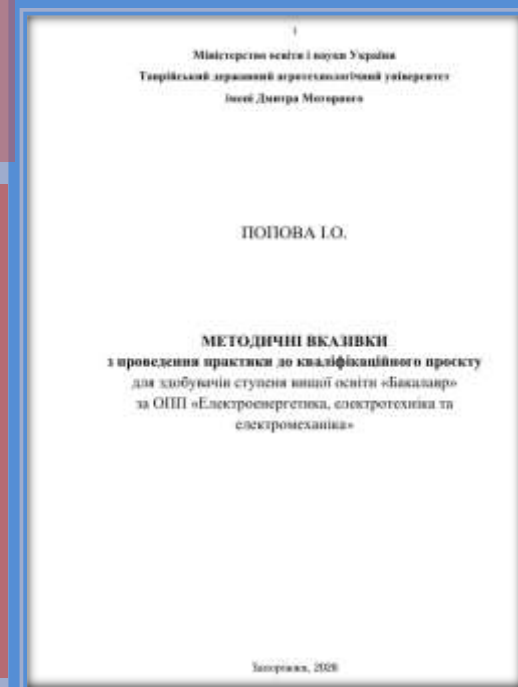 1
Міністерство освіти і науки України
Таврійський державний агротехнологічний університет
імені Дмитра Моторного
ПОПОВА І.О.
МЕТОДИЧНІ ВКАЗІВКИ
з проведення практики до кваліфікаційного проєкту
для здобувачів ступеня вищої освіти «Бакалавр»
за ОПП «Електроенергетика, електротехніка та
електромеханіка»
Запоріжжя,